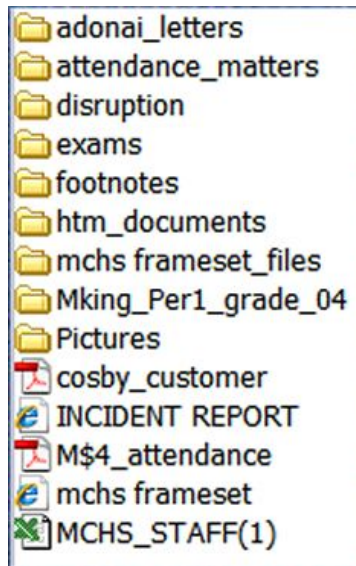 adonai_letters
attendance_matters
disruption
exams
footnotes
htm_documents
mchs frameset_files
Mking_Per1_grade_04
Pictures
cosby_customer
INCIDENT REPORT
M$4_attendance
mchs frameset
MCHS_STAFF(1)